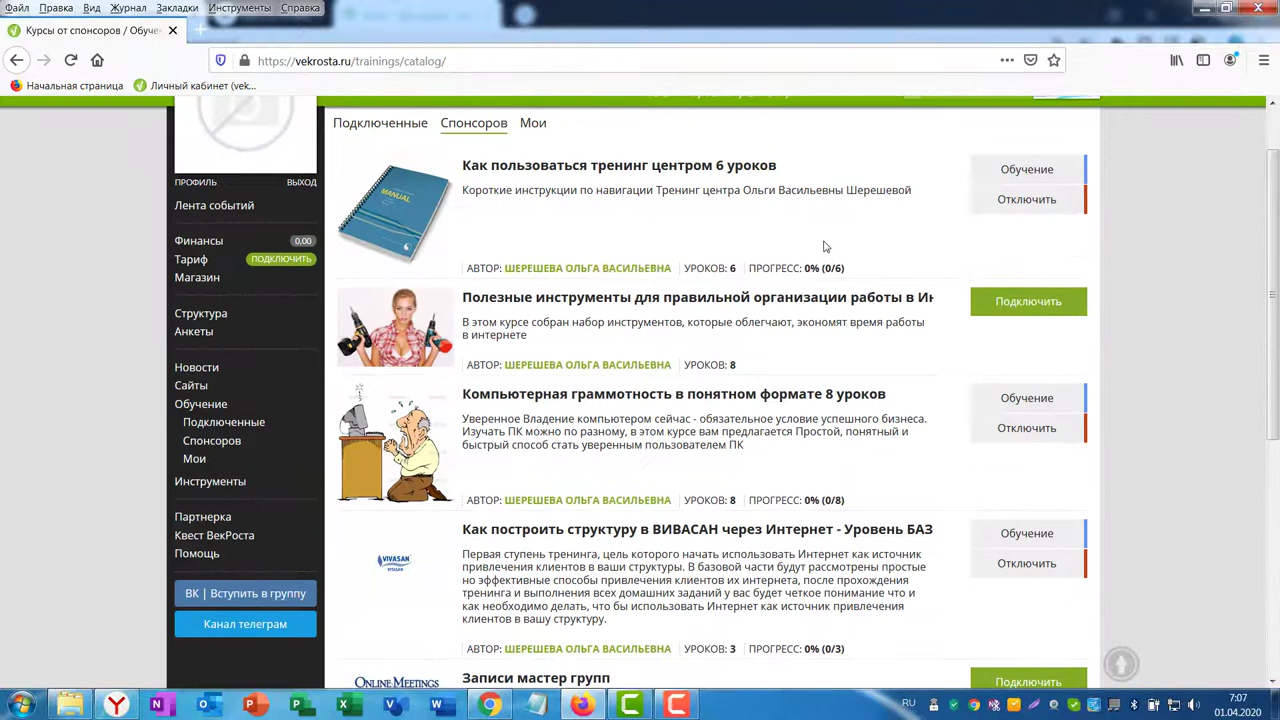 Файл Правка Вид Журнал Закладки Инструменты Справка
Курсы от спонсоров / Обуче
https://vekrosta.ru/trainings/catalog/
Начальная страница Личный кабинет (vek...
Подключенные Спонсоров Мои
ПРОФИЛЬ ВЫХОД
Лента событий
Финансы 0,00
Тариф ПОДКЛЮЧИТЬ
Магазин
Структура
Анкеты
Новости
Сайты
Обучение
Подключенные
Спонсоров
Мои
Инструменты
Партнерка
Квест ВекРоста
Помощь
ВК | Вступить в группу
Канал телеграм
MANUAL
Как пользоваться тренинг центром 6 уроков
Короткие инструкции по навигации Тренинг центра Ольги Васильевны Шерешевой
АВТОР: ШЕРЕШЕВА ОЛЬГА ВАСИЛЬЕВНА УРОКОВ: 6 ПРОГРЕСС: 0% (0/6)
Обучение
Отключить
Полезные инструменты для правильной организации работы в Ин
В этом курсе собран набор инструментов, которые облегчают, экономят время работы
в интернете
АВТОР: ШЕРЕШЕВА ОЛЬГА ВАСИЛЬЕВНА УРОКОВ: 8
Подключить
Компьютерная граммотность в понятном формате 8 уроков
Уверенное Владение компьютером сейчас - обязательное условие успешного бизнеса.
Изучать ПК можно по разному, в этом курсе вам предлагается Простой, понятный и
быстрый способ стать уверенным пользователем ПК
АВТОР: ШЕРЕШЕВА ОЛЬГА ВАСИЛЬЕВНА УРОКОВ: 8 ПРОГРЕСС: 0% (0/8)
Обучение
Отключить
VIVASAN
Как построить структуру в ВИВАСАН через Интернет - Уровень БАЗ
Первая ступень тренинга, цель которого начать использовать Интернет как источник
привлечения клиентов в ваши структуры. В базовой части будут рассмотрены простые
но эффективные способы привлечения клиентов их интернета, после прохождения
тренинга и выполнения всех домашних заданий у вас будет четкое понимание что и
как необходимо делать, что бы использовать Интернет как источник привлечения
клиентов в вашу структуру.
АВТОР: ШЕРЕШЕВА ОЛЬГА ВАСИЛЬЕВНА УРОКОВ: 3 ПРОГРЕСС: 0% (0/3)
Обучение
Отключить
ONLINE MEETINGS
Записи мастер групп
Подключить
RU
7:07
01.04.2020